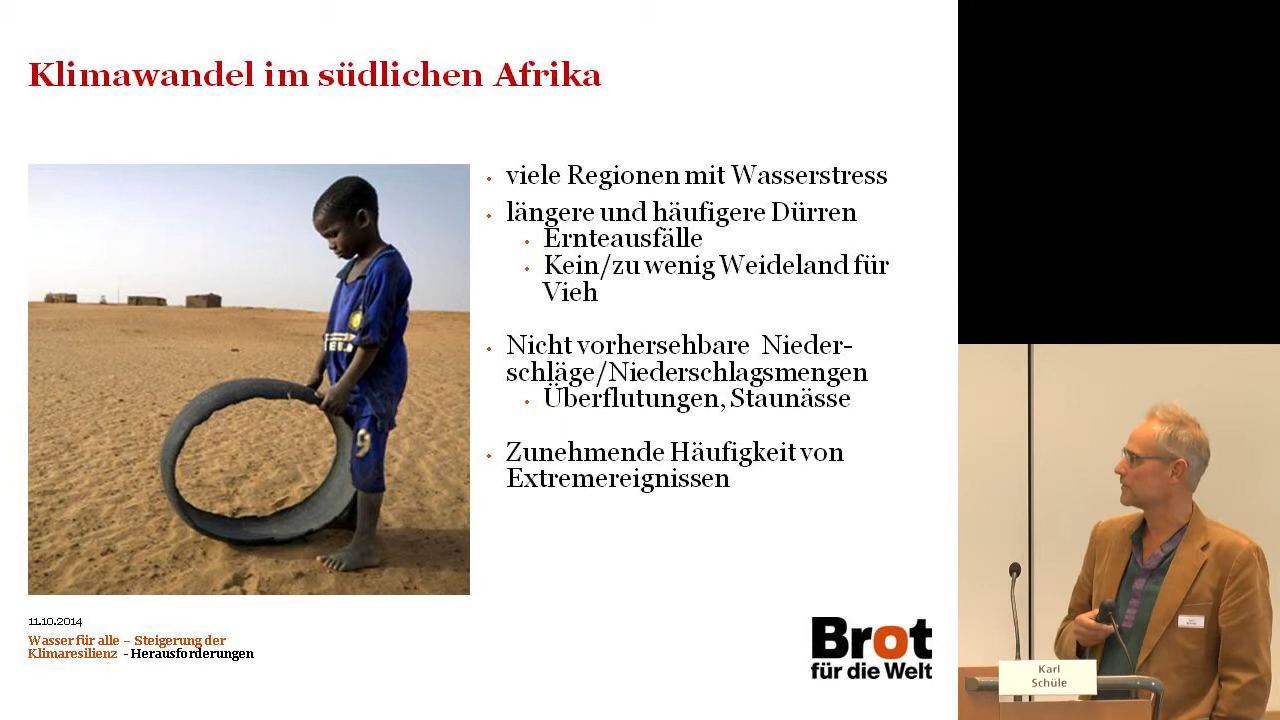 Klimawandel im südlichen Afrika
viele Regionen mit Wasserstress
längere und häufigere Dürren
Ernteausfälle
Kein/zu wenig Weideland für
Vieh
Nicht vorhersehbare Nieder-
schläge/Niederschlagsmengen
Überflutungen, Staunässe
Zunehmende Häufigkeit von
Extremereignissen
9
11.10.2014
Wasser für alle – Steigerung der
Klimaresilienz - Herausforderungen
Brot
für die Welt
Karl
Schüle